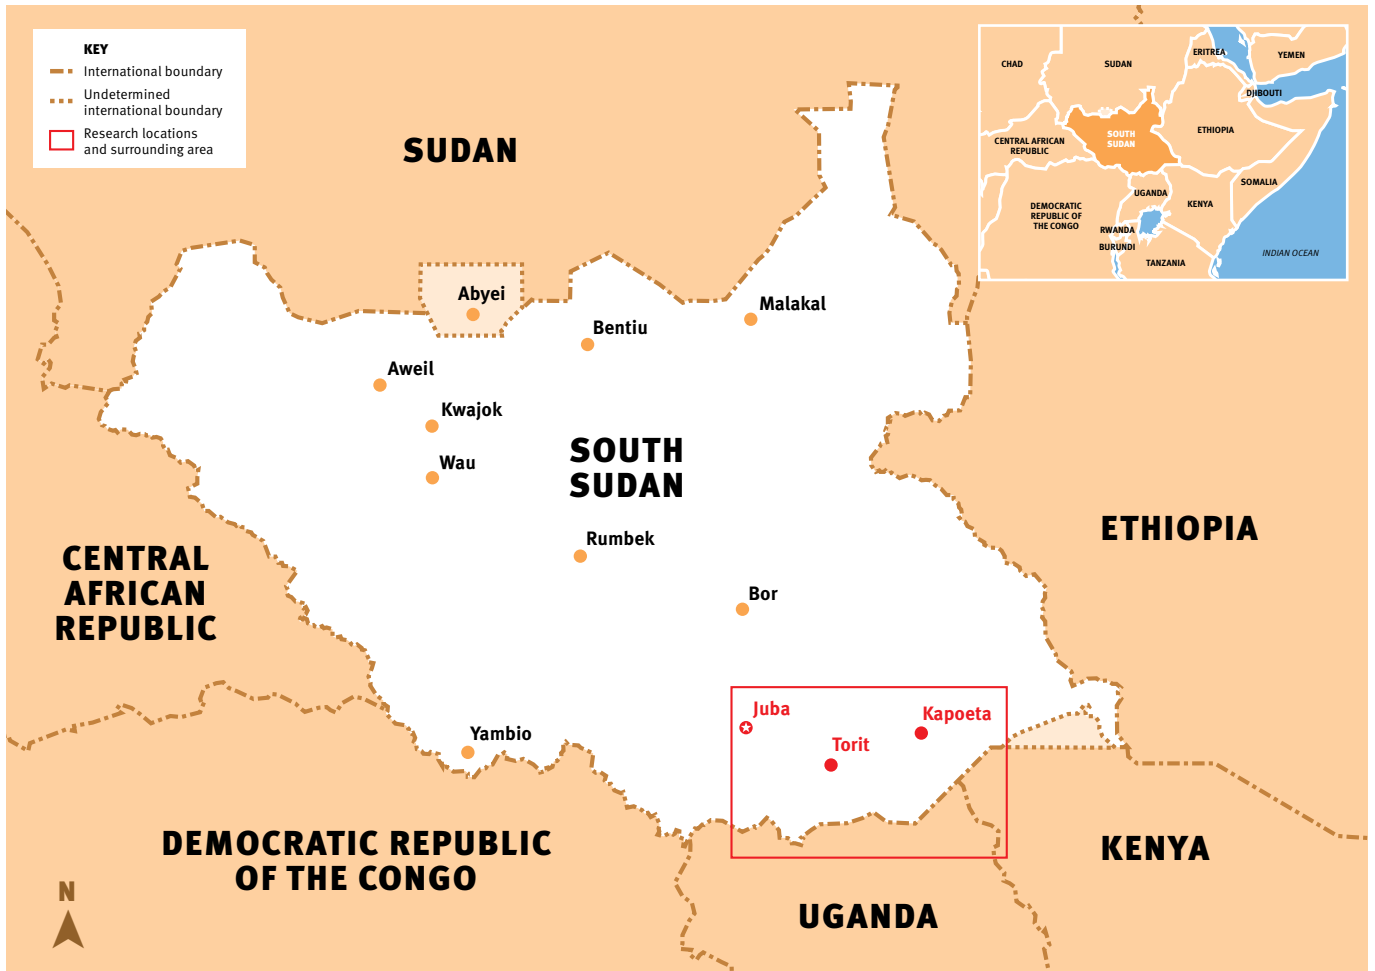 KEY
International boundary
Undetermined
international boundary
Research locations
and surrounding area
SUDAN
CHAD
SUDAN
ERITREA
YEMEN
DJIBOUTI
SOUTH
SUDAN
ETHIOPIA
CENTRAL AFRICAN
REPUBLIC
SOMALIA
UGANDA
KENYA
DEMOCRATIC
REPUBLIC OF
THE CONGO
RWANDA
BURUNDI
TANZANIA
INDIAN OCEAN
Abyei
Malakal
Bentiu
Aweil
Kwajok
Wau
SOUTH
SUDAN
Rumbek
ETHIOPIA
CENTRAL
AFRICAN
REPUBLIC
Bor
Juba
Kapoeta
Torit
Yambio
DEMOCRATIC REPUBLIC
OF THE CONGO
KENYA
UGANDA
N